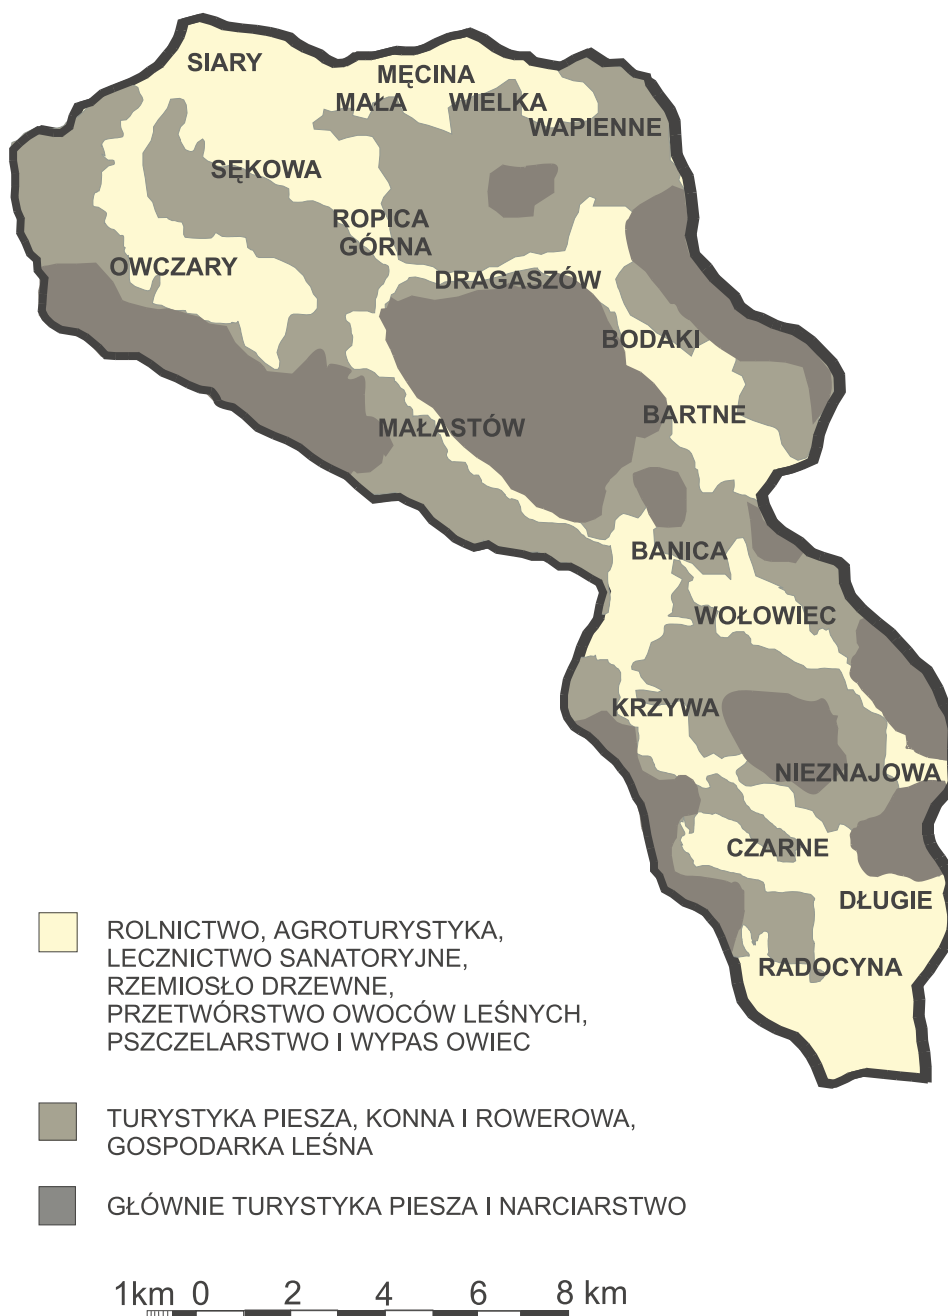 SIARY
MĘCINA
MAŁA WIELKA
WAPIENNE
SĘKOWA
ROPICA
GÓRNA
OWCZARY
DRAGASZÓW
BODAKI
BARTNE
MAŁASTÓW
BANICA
WOŁOWIEC
KRZYWA
NIEZNAJOWA
CZARNE
DŁUGIE
RADOCYNA
ROLNICTWO, AGROTURYSTYKA,
LECZNICTWO SANATORYJNE,
RZEMIOSŁO DRZEWNE,
PRZETWÓRSTWO OWOCÓW LEŚNYCH,
PSZCZELARSTWO I WYPAS OWIEC
TURYSTYKA PIESZA, KONNA I ROWEROWA,
GOSPODARKA LEŚNA
GŁÓWNIE TURYSTYKA PIESZA I NARCIARSTWO
1km 0 2 4 6 8 km